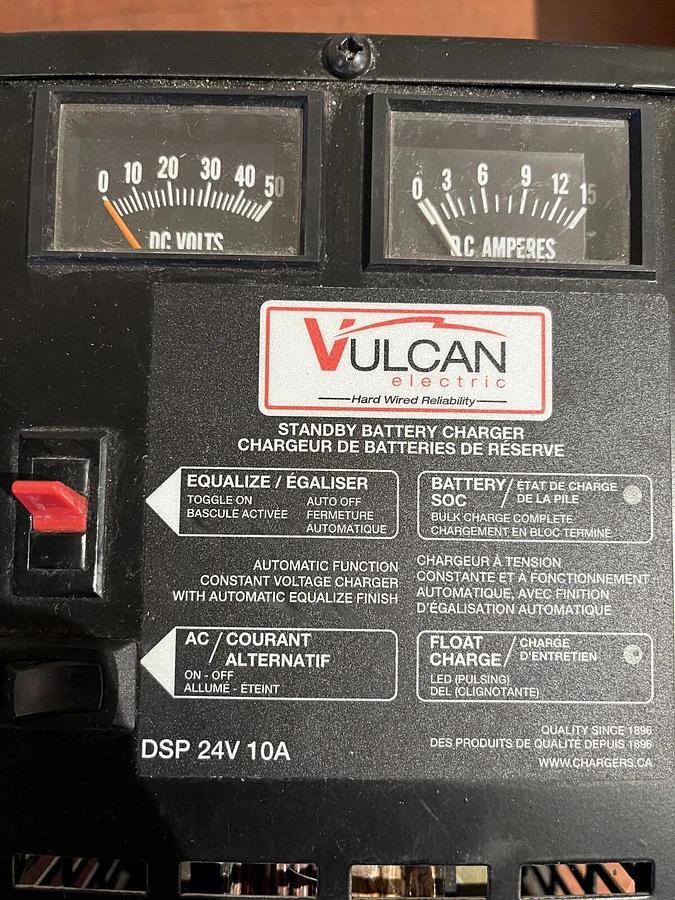 0 10 20 30 40 50
DC VOLTS
0 3 6 9 12 15
D.C AMPERES
VULCAN
electric
Hard Wired Reliability
STANDBY BATTERY CHARGER
CHARGEUR DE BATTERIES DE RÉSERVE
EQUALIZE / ÉGALISER
TOGGLE ON AUTO OFF
BASCULE ACTIVÉE FERMETURE
AUTOMATIQUE
BATTERY / ÉTAT DE CHARGE
SOC DE LA PILE
BULK CHARGE COMPLETE
CHARGEMENT EN BLOC TERMINÉ
AUTOMATIC FUNCTION
CONSTANT VOLTAGE CHARGER
WITH AUTOMATIC EQUALIZE FINISH
CHARGEUR À TENSION
CONSTANTE ET À FONCTIONNEMENT
AUTOMATIQUE, AVEC FINITION
D'ÉGALISATION AUTOMATIQUE
AC / COURANT
ALTERNATIF
ON - OFF
ALLUMÉ - ÉTEINT
FLOAT / CHARGE
CHARGE D'ENTRETIEN
LED (PULSING)
DEL (CLIGNOTANTE)
DSP 24V 10A
QUALITY SINCE 1896
DES PRODUITS DE QUALITÉ DEPUIS 1896
WWW.CHARGERS.CA